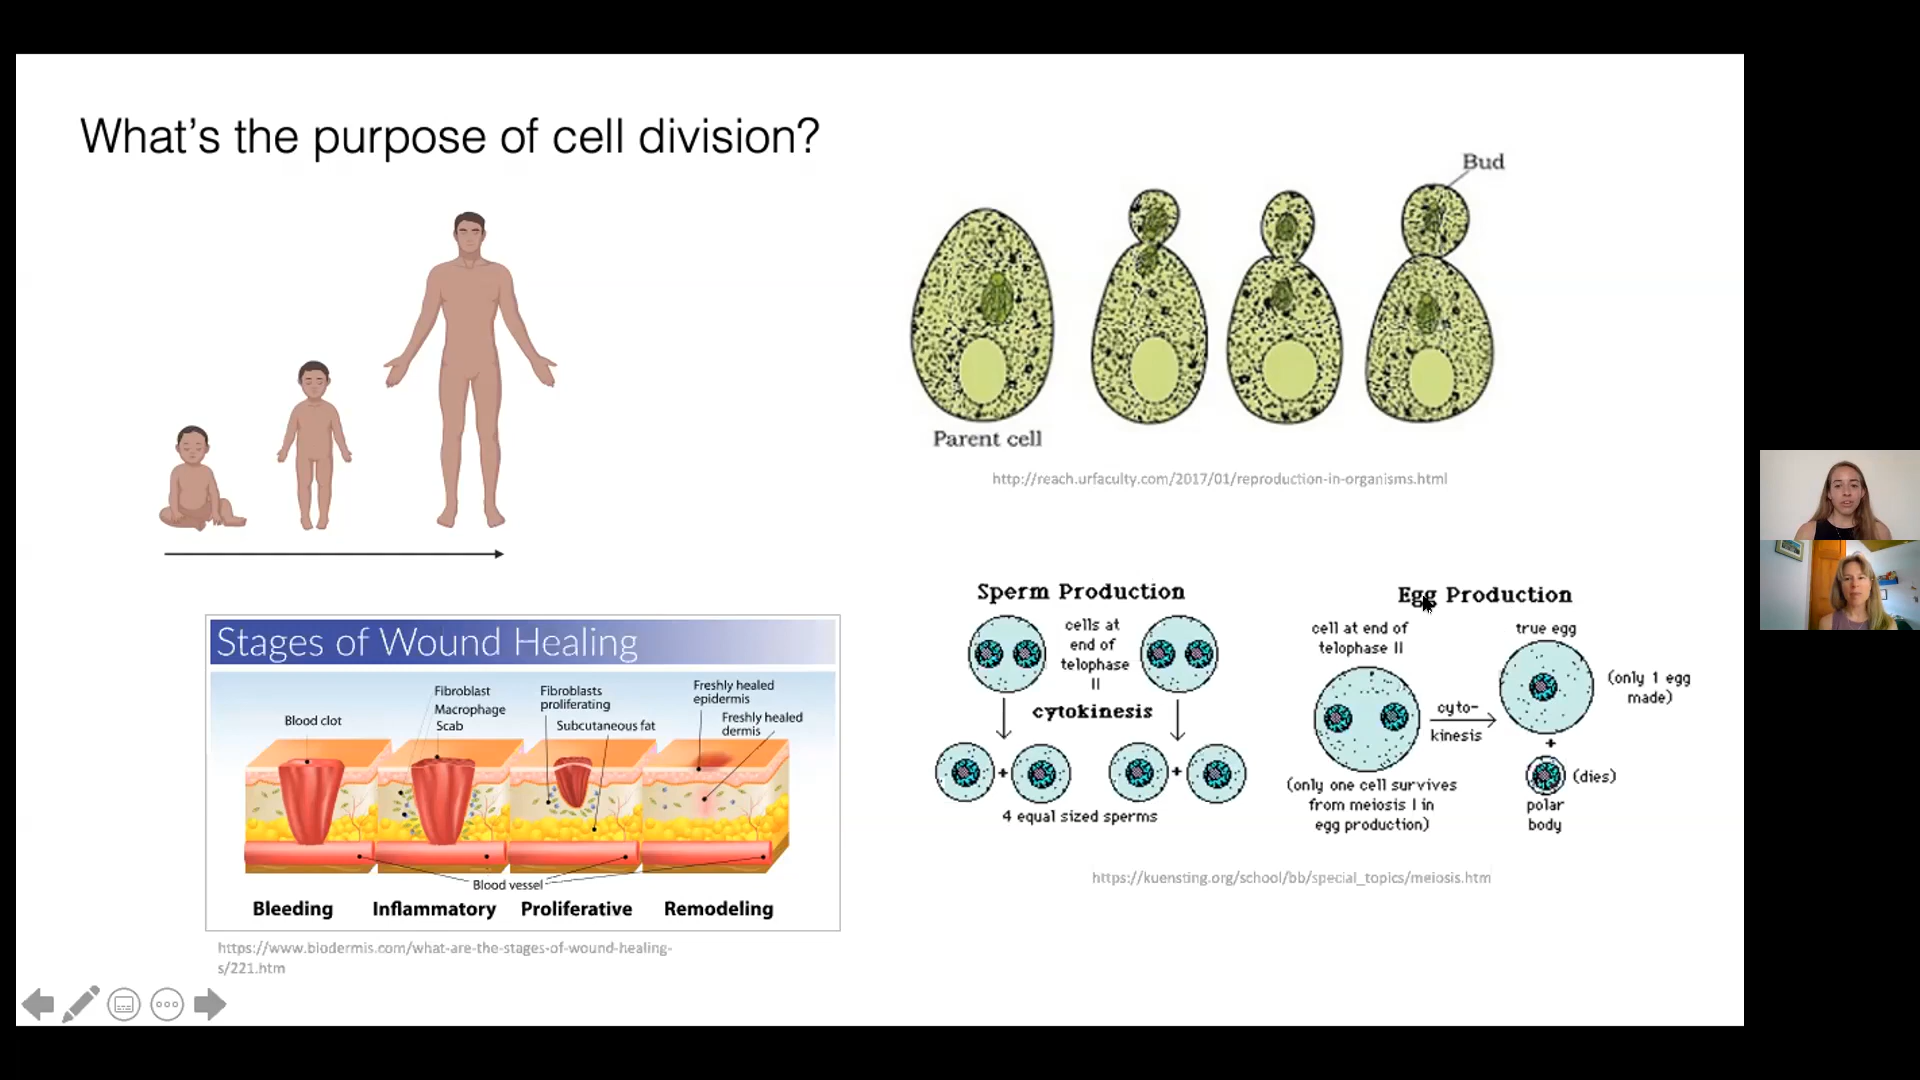 What's the purpose of cell division?
Bud
Parent cell
http://reach.urfaculty.com/2017/01/reproduction-in-organisms.html
Stages of Wound Healing
Blood clot
Fibroblast
Macrophage
Scab
Fibroblasts
proliferating
Subcutaneous fat
Freshly healed
epidermis
Freshly healed
dermis
Blood vessel
Bleeding
Inflammatory
Proliferative
Remodeling
https://www.biodermis.com/what-are-the-stages-of-wound-healing-
s/221.htm
Sperm Production
cells at
end of
telophase
II
cytokinesis
+
+
4 equal sized sperms
Egg Production
cell at end of
telophase II
cyto-
kinesis
(only one cell survives
from meiosis I in
egg production)
true egg
(only 1 egg
made)
+
(dies)
polar
body
https://kuensting.org/school/bb/special_topics/meiosis.htm